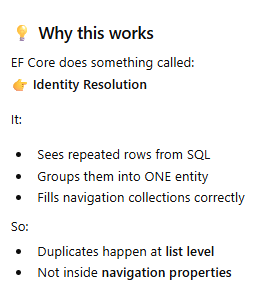 💡 Why this works
EF Core does something called:
👉 Identity Resolution
It:
• Sees repeated rows from SQL
• Groups them into ONE entity
• Fills navigation collections correctly
So:
• Duplicates happen at list level
• Not inside navigation properties